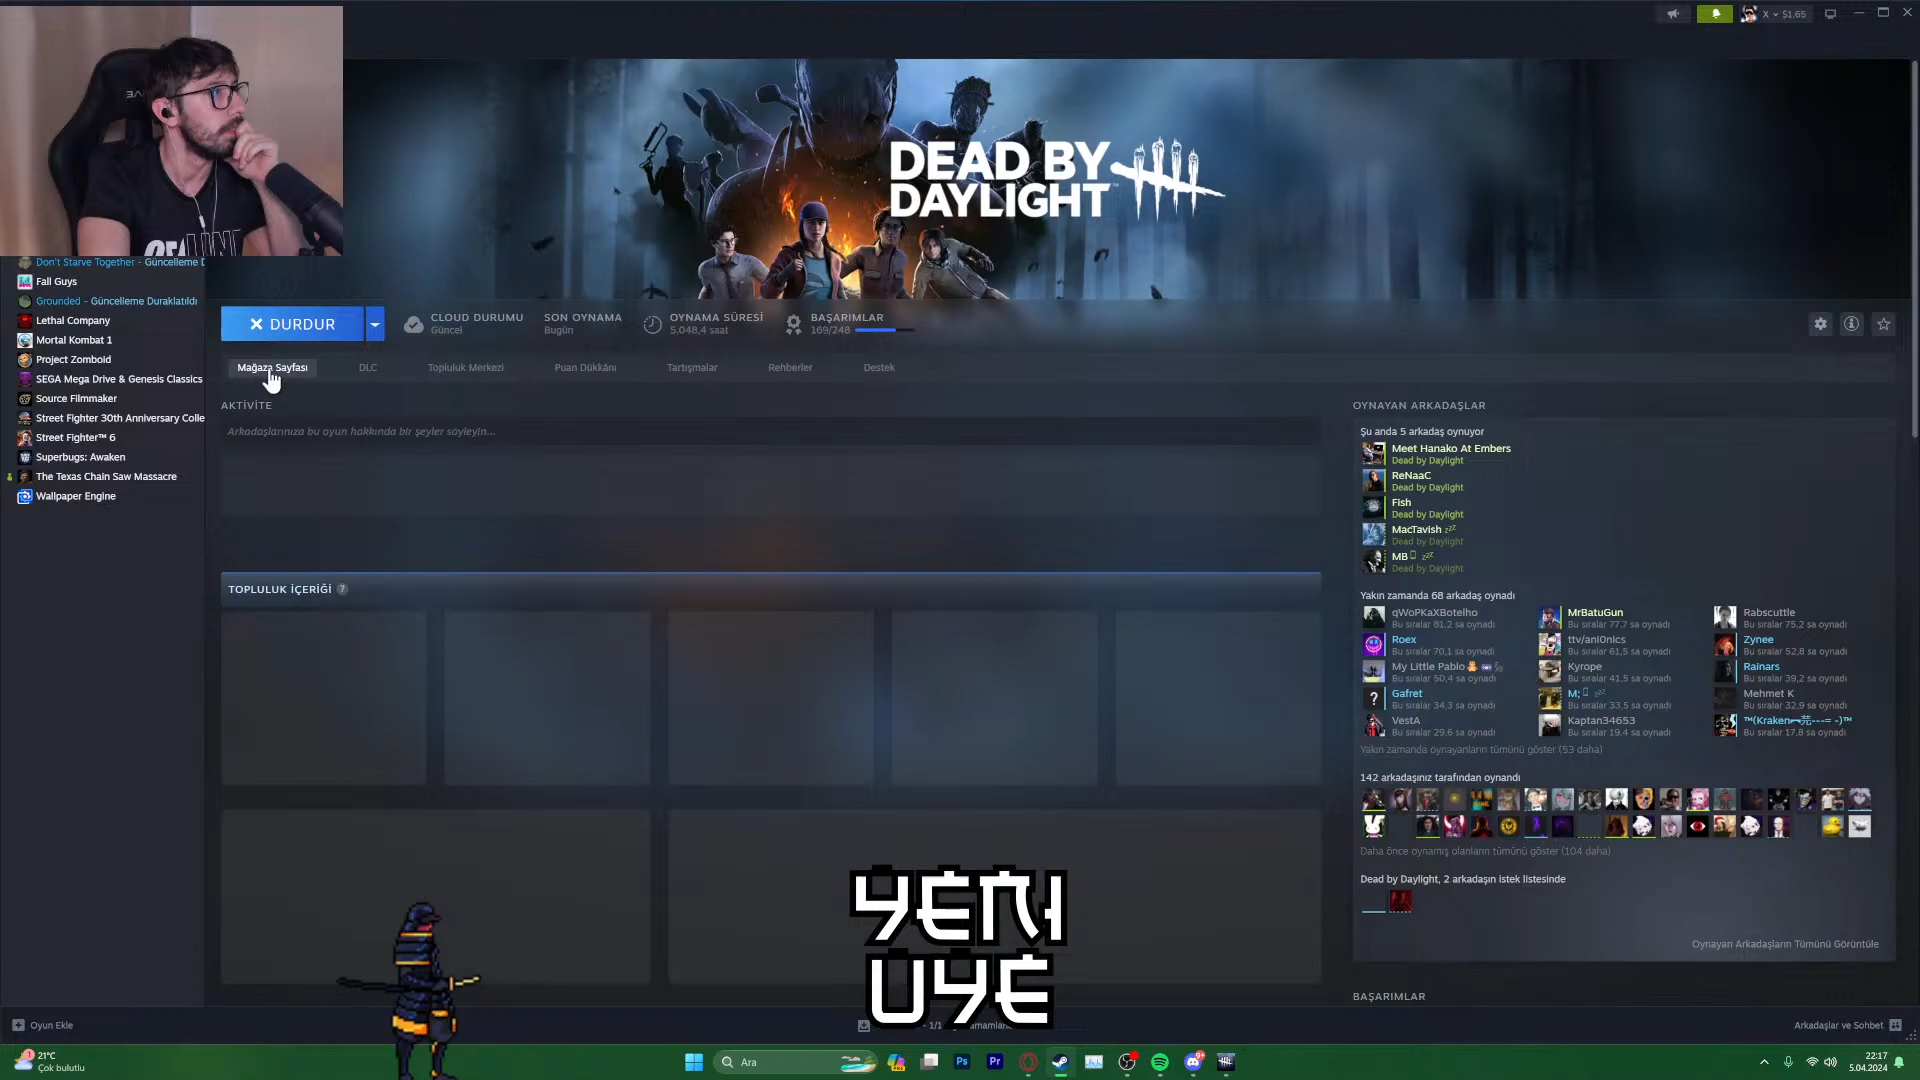 X
$1.65
DEAD BY
DAYLIGHT
Don't Starve Together - Güncelleme D
Fall Guys
Grounded - Güncelleme Duraklatıldı
Lethal Company
Mortal Kombat 1
Project Zomboid
SEGA Mega Drive & Genesis Classics
Source Filmmaker
Street Fighter 30th Anniversary Colle
Street Fighter™ 6
Superbugs: Awaken
The Texas Chain Saw Massacre
Wallpaper Engine
DURDUR
CLOUD DURUMU
Güncel
SON OYNAMA
Bugün
OYNAMA SÜRESİ
5.048,4 saat
BAŞARIMLAR
169/248
Mağaza Sayfası
DLC
Topluluk Merkezi
Puan Dükkânı
Tartışmalar
Rehberler
Destek
AKTİVİTE
Arkadaşlarınıza bu oyun hakkında bir şeyler söyleyin...
TOPLULUK İÇERİĞİ ?
OYNAYAN ARKADAŞLAR
Şu anda 5 arkadaş oynuyor
Meet Hanako At Embers
Dead by Daylight
ReNaaC
Dead by Daylight
Fish
Dead by Daylight
MacTavish zzz
Dead by Daylight
MB zzz
Dead by Daylight
Yakın zamanda 68 arkadaş oynadı
qWoPKaXBotelho
Bu sıralar 81,2 sa oynadı
MrBatuGun
Bu sıralar 77,7 sa oynadı
Rabscuttle
Bu sıralar 75,2 sa oynadı
Roex
Bu sıralar 70,1 sa oynadı
ttv/ani0nics
Bu sıralar 61,5 sa oynadı
Zynee
Bu sıralar 52,8 sa oynadı
My Little Pablo
Bu sıralar 50,4 sa oynadı
Kyrope
Bu sıralar 41,5 sa oynadı
Rainars
Bu sıralar 39,2 sa oynadı
Gafret
Bu sıralar 34,3 sa oynadı
M; zzz
Bu sıralar 33,5 sa oynadı
Mehmet K
Bu sıralar 32,9 sa oynadı
VestA
Bu sıralar 29,6 sa oynadı
Kaptan34653
Bu sıralar 19,4 sa oynadı
Bu sıralar 17,8 sa oynadı
Yakın zamanda oynayanların tümünü göster (53 daha)
142 arkadaşınız tarafından oynandı
Daha önce oynamış olanların tümünü göster (104 daha)
Dead by Daylight, 2 arkadaşın istek listesinde
Oynayan Arkadaşların Tümünü Görüntüle
BAŞARIMLAR
YENI
UYE
Oyun Ekle
Arkadaşlar ve Sohbet
21°C
Çok bulutlu
Ara
22:17
5.04.2024